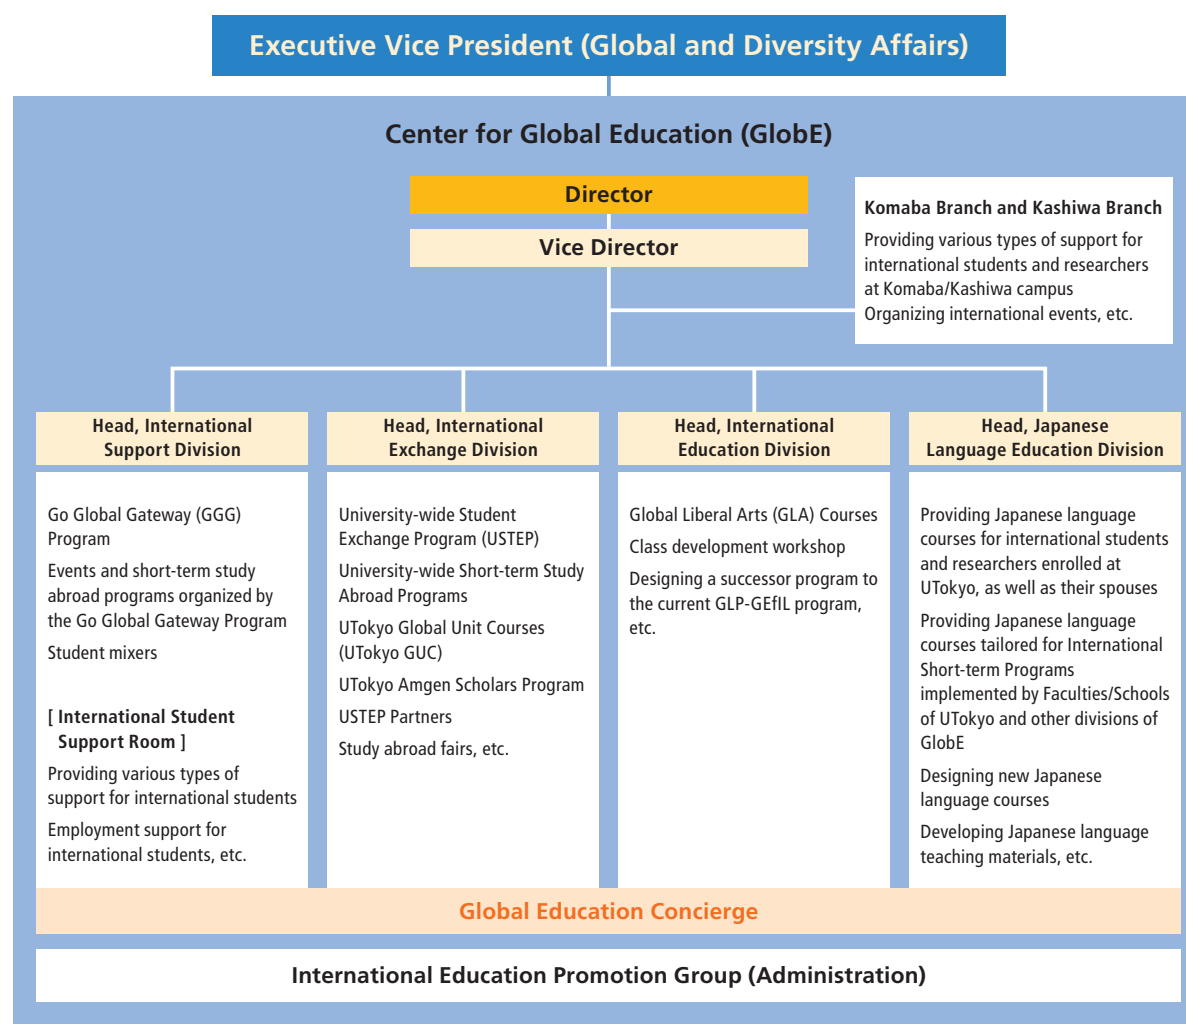 Executive Vice President (Global and Diversity Affairs)
Center for Global Education (GlobE)
Director
Vice Director
Komaba Branch and Kashiwa Branch
Providing various types of support for
international students and researchers
at Komaba/Kashiwa campus
Organizing international events, etc.
Head, International
Support Division
Go Global Gateway (GGG)
Program
Events and short-term study
abroad programs organized by
the Go Global Gateway Program
Student mixers
[ International Student
Support Room ]
Providing various types of
support for international students
Employment support for
international students, etc.
Head, International
Exchange Division
University-wide Student
Exchange Program (USTEP)
University-wide Short-term Study
Abroad Programs
UTokyo Global Unit Courses
(UTokyo GUC)
UTokyo Amgen Scholars Program
USTEP Partners
Study abroad fairs, etc.
Head, International
Education Division
Global Liberal Arts (GLA) Courses
Class development workshop
Designing a successor program to
the current GLP-GEfIL program,
etc.
Head, Japanese
Language Education Division
Providing Japanese language
courses for international students
and researchers enrolled at
UTokyo, as well as their spouses
Providing Japanese language
courses tailored for International
Short-term Programs
implemented by Faculties/Schools
of UTokyo and other divisions of
GlobE
Designing new Japanese
language courses
Developing Japanese language
teaching materials, etc.
Global Education Concierge
International Education Promotion Group (Administration)